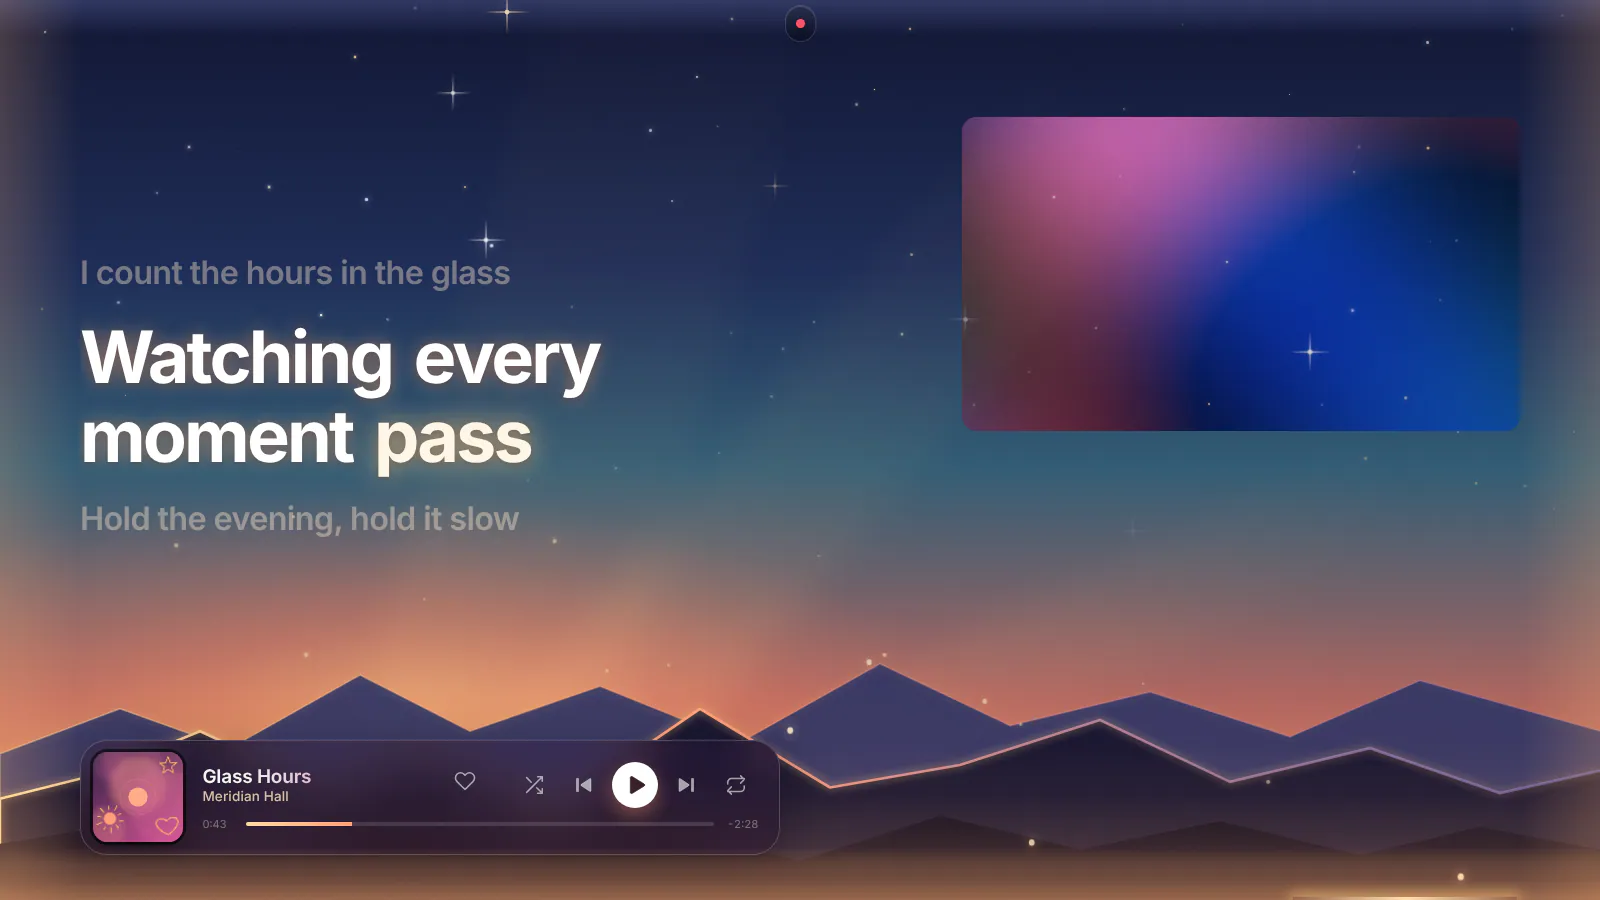 I count the hours in the glass
Watching every
moment pass
Hold the evening, hold it slow
Glass Hours
Meridian Hall
0:43
-2:28